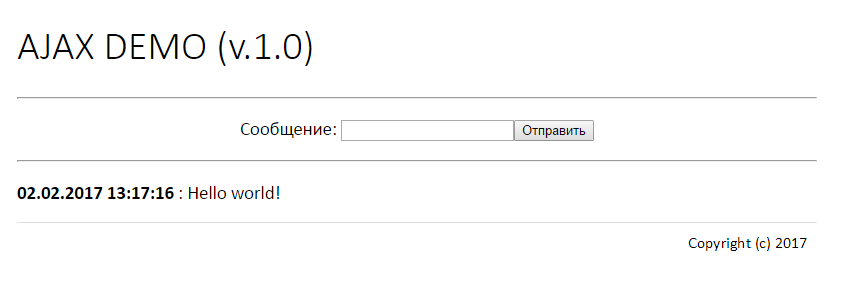 AJAX DEMO (v.1.0)
Сообщение: Отправить
02.02.2017 13:17:16 : Hello world!
Copyright (c) 2017